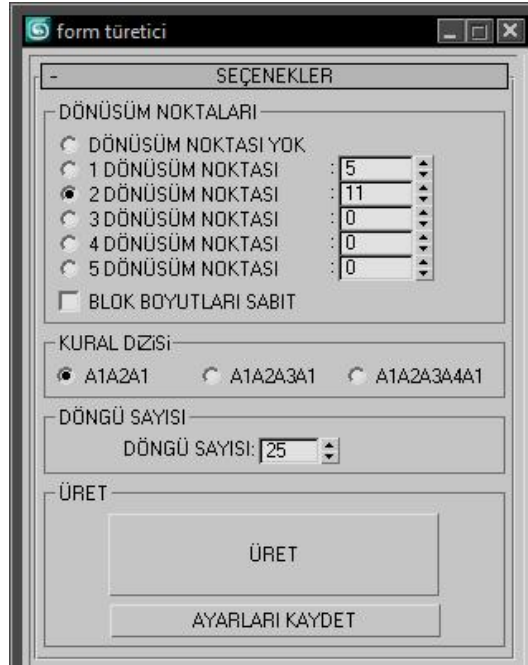 form türetici
- SEÇENEKLER
DÖNÜSÜM NOKTALARI
DÖNÜSÜM NOKTASI YOK
1 DÖNÜSÜM NOKTASI : 5
2 DÖNÜSÜM NOKTASI : 11
3 DÖNÜSÜM NOKTASI : 0
4 DÖNÜSÜM NOKTASI : 0
5 DÖNÜSÜM NOKTASI : 0
BLOK BOYUTLARI SABIT
KURAL DiZiSi
A1A2A1 A1A2A3A1 A1A2A3A4A1
DÖNGÜ SAYISI
DÖNGÜ SAYISI: 25
ÜRET
ÜRET
AYARLARI KAYDET